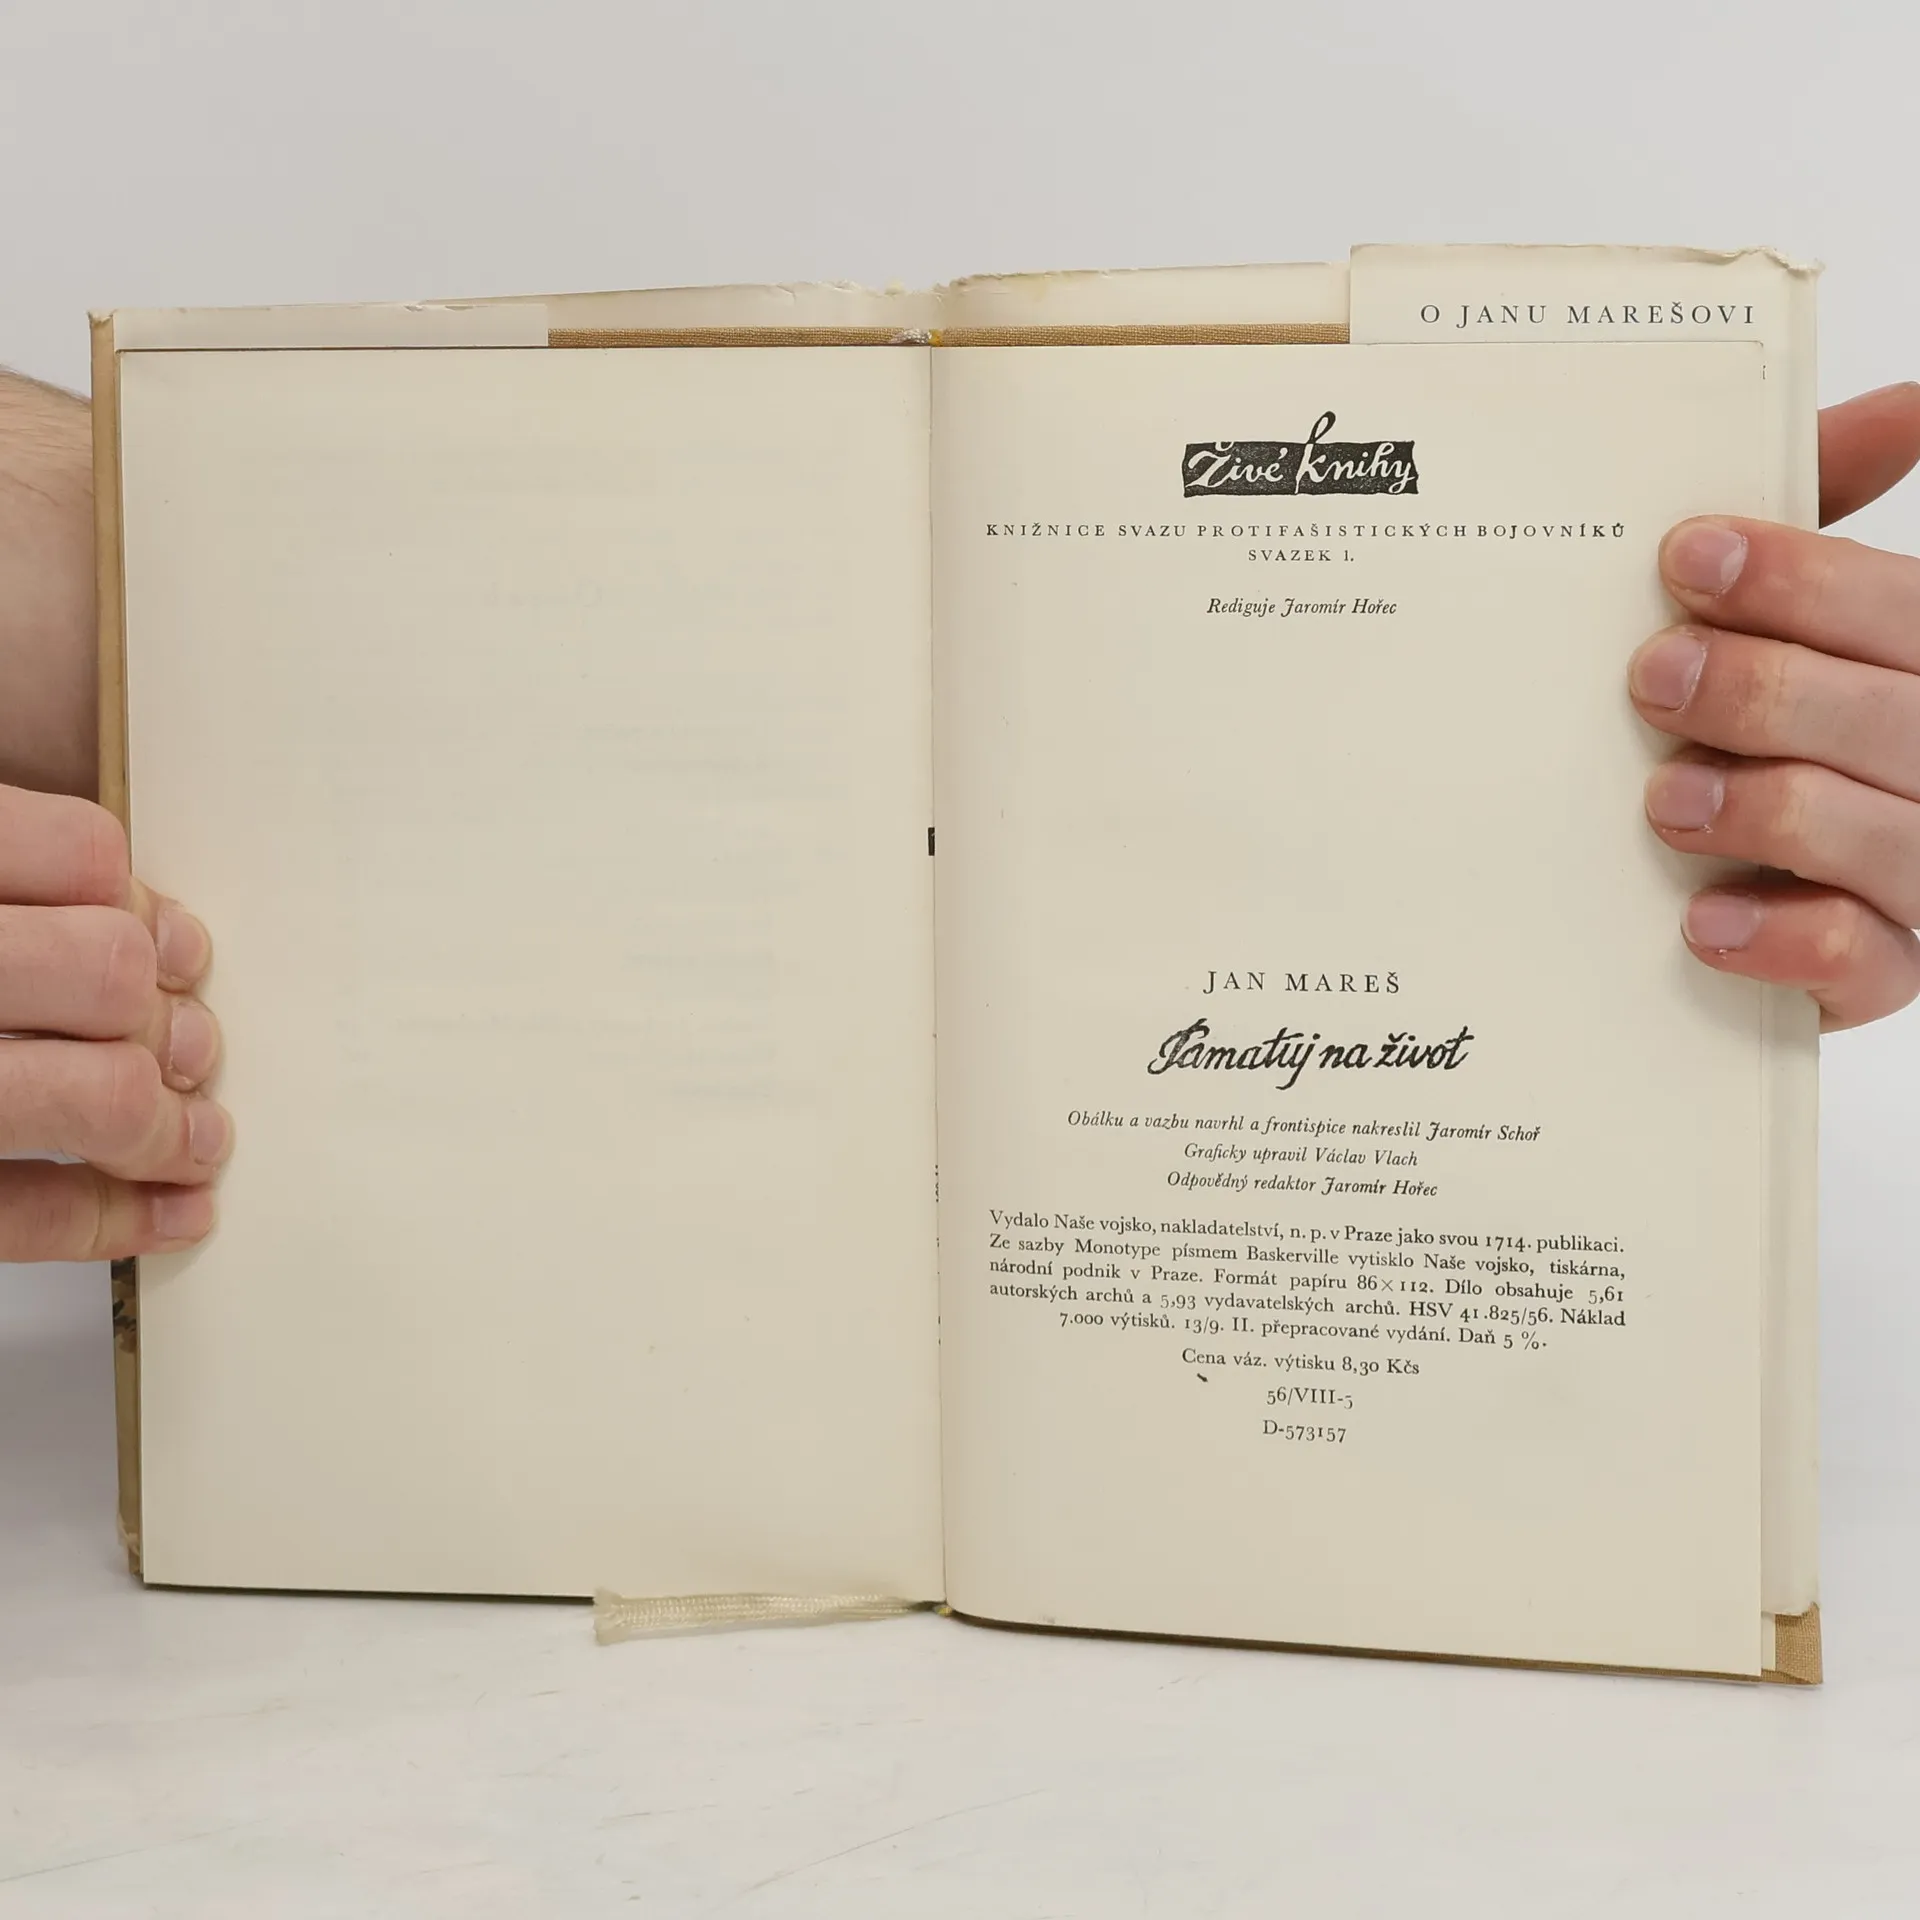 O JANU MAREŠOVI
Živé knihy
KNIŽNICE SVAZU PROTIFAŠISTICKÝCH BOJOVNÍKŮ
SVAZEK 1.
Rediguje Jaromír Hořec
JAN MAREŠ
Pamatuj na život
Obálku a vazbu navrhl a frontispice nakreslil Jaromír Schoř
Graficky upravil Václav Vlach
Odpovědný redaktor Jaromír Hořec
Vydalo Naše vojsko, nakladatelství, n. p. v Praze jako svou 1714. publikaci.
Ze sazby Monotype písmem Baskerville vytisklo Naše vojsko, tiskárna,
národní podnik v Praze. Formát papíru 86×112. Dílo obsahuje 5,61
autorských archů a 5,93 vydavatelských archů. HSV 41.825/56. Náklad
7.000 výtisků. 13/9. II. přepracované vydání. Daň 5 %.
Cena váz. výtisku 8,30 Kčs
56/VIII-5
D-573157